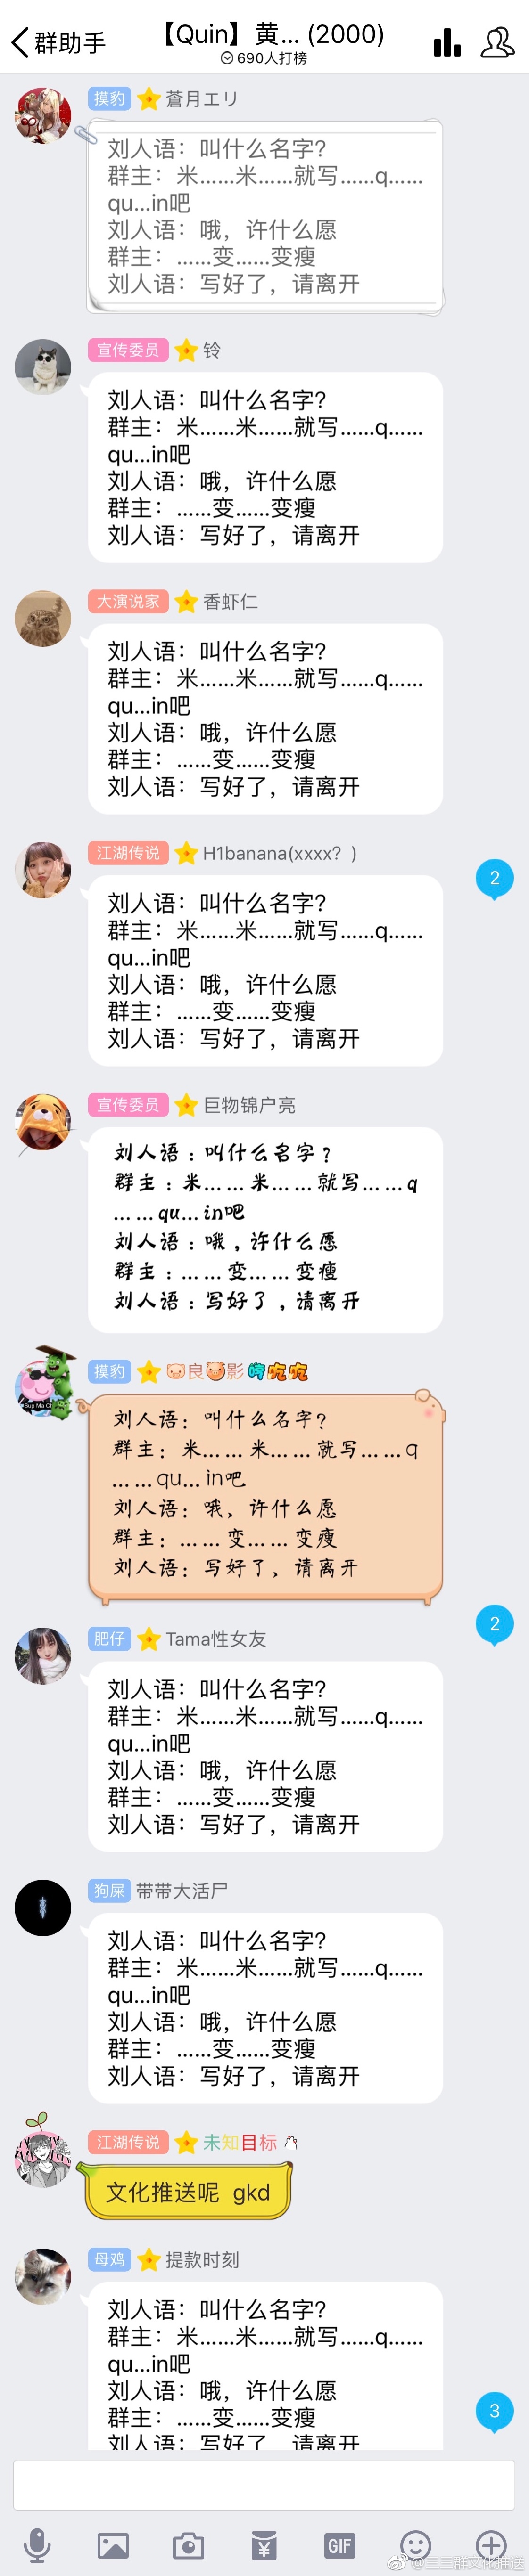 群助手
【Quin】黄... (2000)
690人打榜
摸豹 蒼月エリ
刘人语：叫什么名字？
群主：米……米……就写……q……
qu...in吧
刘人语：哦，许什么愿
群主：……变……变瘦
刘人语：写好了，请离开
宣传委员 铃
刘人语：叫什么名字？
群主：米……米……就写……q……
qu...in吧
刘人语：哦，许什么愿
群主：……变……变瘦
刘人语：写好了，请离开
大演说家 香虾仁
刘人语：叫什么名字？
群主：米……米……就写……q……
qu...in吧
刘人语：哦，许什么愿
群主：……变……变瘦
刘人语：写好了，请离开
江湖传说 H1banana(xxxx？)
2
刘人语：叫什么名字？
群主：米……米……就写……q……
qu...in吧
刘人语：哦，许什么愿
群主：……变……变瘦
刘人语：写好了，请离开
宣传委员 巨物锦户亮
刘人语：叫什么名字？
群主：米……米……就写……q
……qu...in吧
刘人语：哦，许什么愿
群主：……变……变瘦
刘人语：写好了，请离开
摸豹 良影
刘人语：叫什么名字？
群主：米……米……就写……q
……qu...in吧
刘人语：哦，许什么愿
群主：……变……变瘦
刘人语：写好了，请离开
2
肥仔 Tama性女友
刘人语：叫什么名字？
群主：米……米……就写……q……
qu...in吧
刘人语：哦，许什么愿
群主：……变……变瘦
刘人语：写好了，请离开
狗屎 带带大活尸
刘人语：叫什么名字？
群主：米……米……就写……q……
qu...in吧
刘人语：哦，许什么愿
群主：……变……变瘦
刘人语：写好了，请离开
江湖传说 未知目标
文化推送呢 gkd
母鸡 提款时刻
刘人语：叫什么名字？
群主：米……米……就写……q……
qu...in吧
刘人语：哦，许什么愿
群主：……变……变瘦
3
刘人语：写好了，请离开
GIF
@三三群文化推送